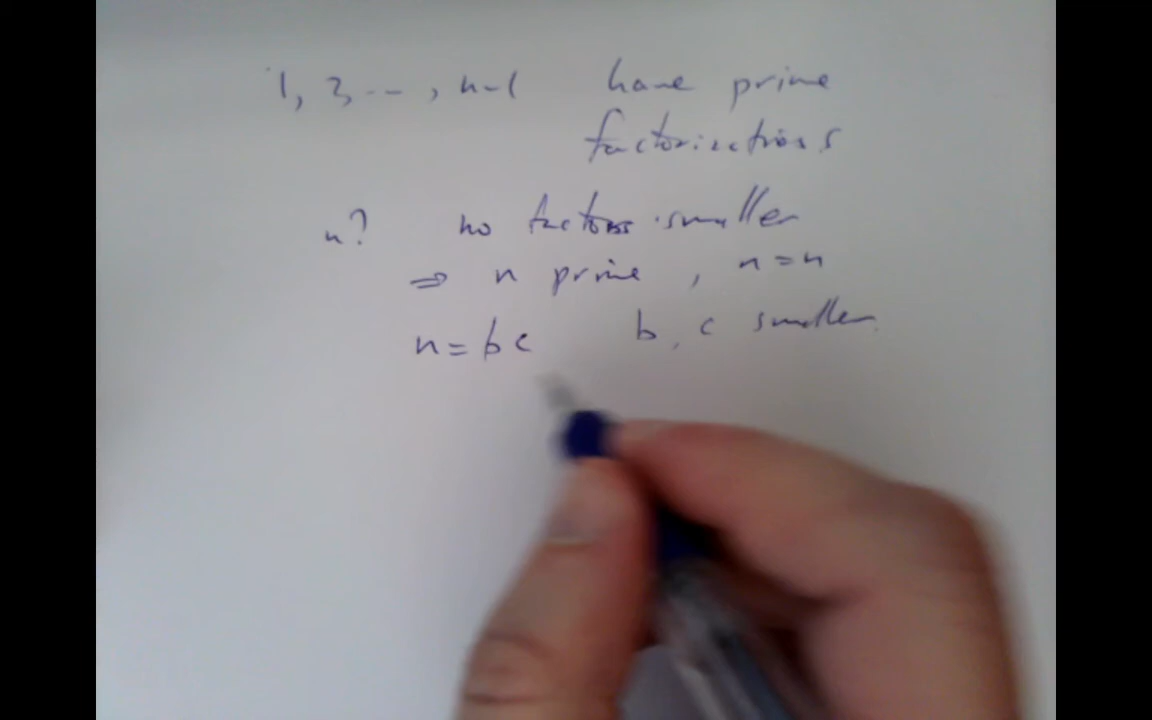 1, 2, ..., n-1 have prime
factorizations
n? no factors smaller
⇒ n prime, n=n
n=bc b, c smaller